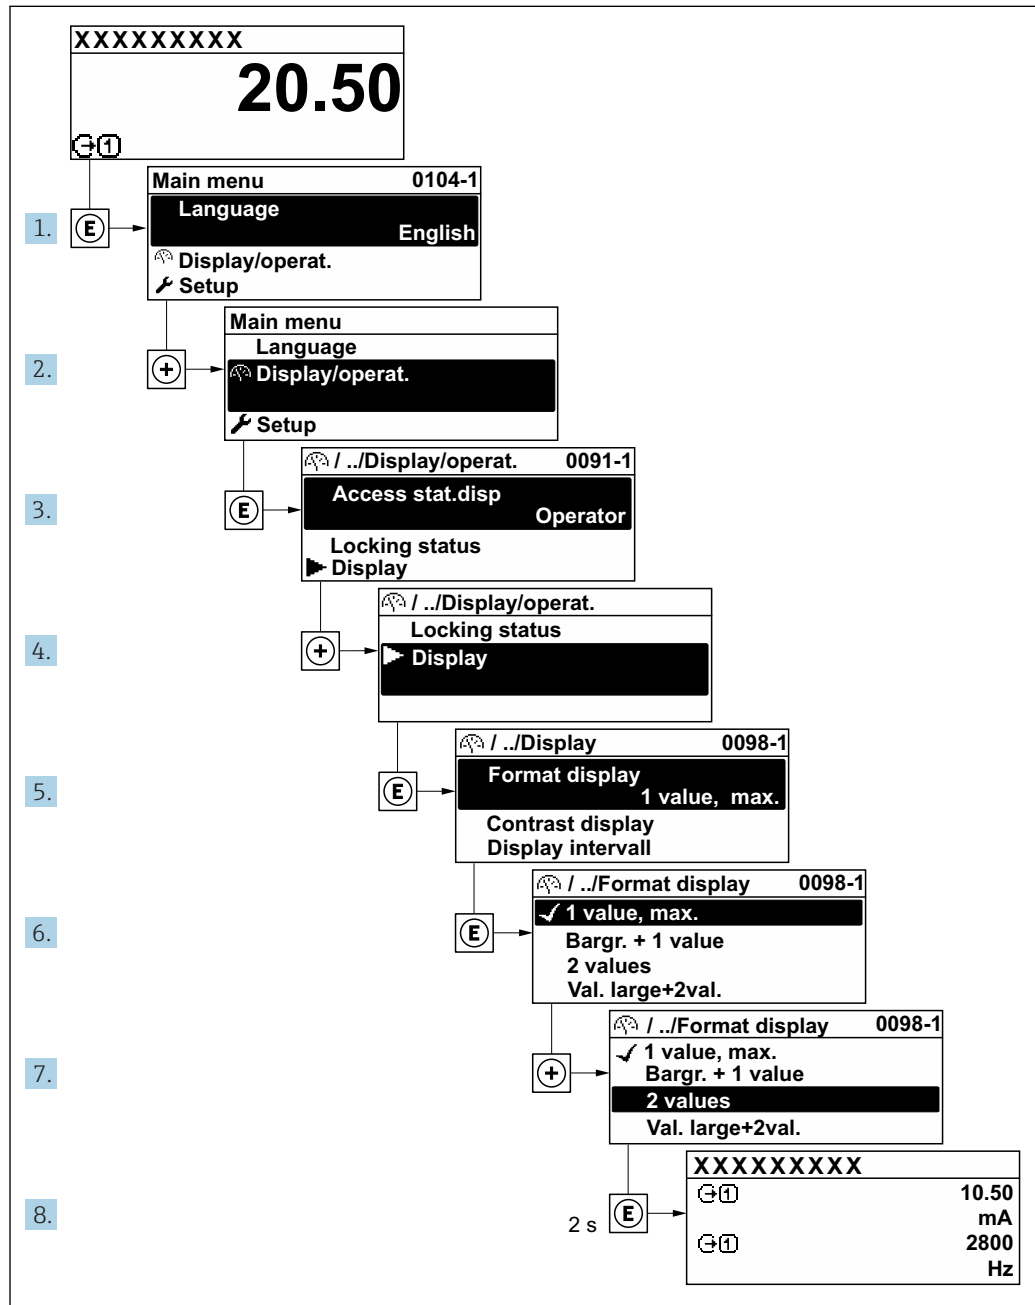 XXXXXXXXX
20.50
1
Main menu 0104-1
1. E Language
English
Display/operat.
Setup
Main menu
Language
2. + Display/operat.
Setup
/ ../Display/operat. 0091-1
3. E Access stat.disp
Operator
Locking status
Display
/ ../Display/operat.
Locking status
4. + Display
/ ../Display 0098-1
5. E Format display
1 value, max.
Contrast display
Display intervall
/ ../Format display 0098-1
6. E 1 value, max.
Bargr. + 1 value
2 values
Val. large+2val.
/ ../Format display 0098-1
1 value, max.
7. + Bargr. + 1 value
2 values
Val. large+2val.
XXXXXXXXX
1 10.50
8. 2 s E mA
1 2800
Hz